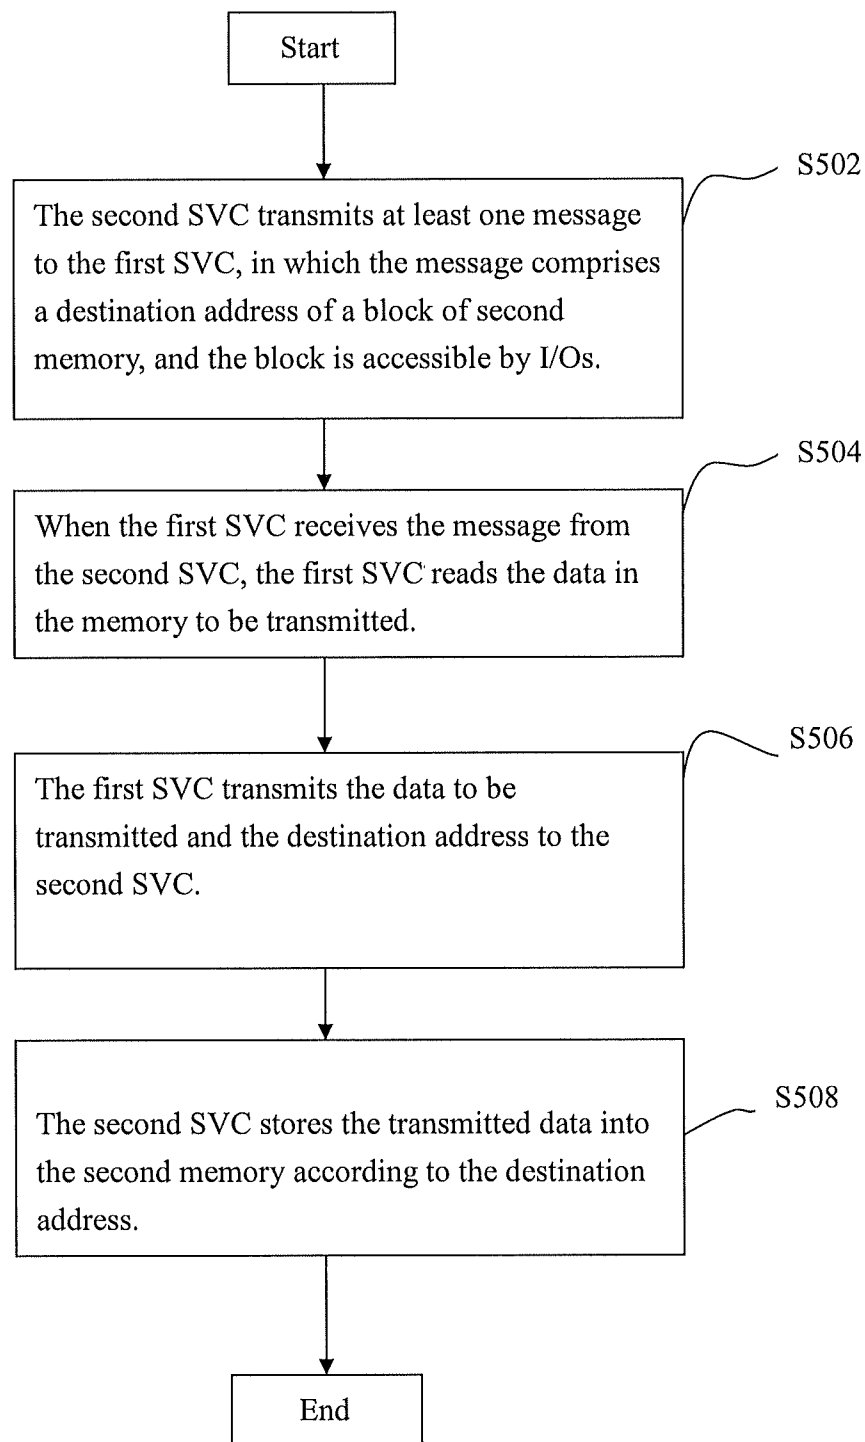 Start
S502
The second SVC transmits at least one message
to the first SVC, in which the message comprises
a destination address of a block of second
memory, and the block is accessible by I/Os.
S504
When the first SVC receives the message from
the second SVC, the first SVC reads the data in
the memory to be transmitted.
S506
The first SVC transmits the data to be
transmitted and the destination address to the
second SVC.
S508
The second SVC stores the transmitted data into
the second memory according to the destination
address.
End